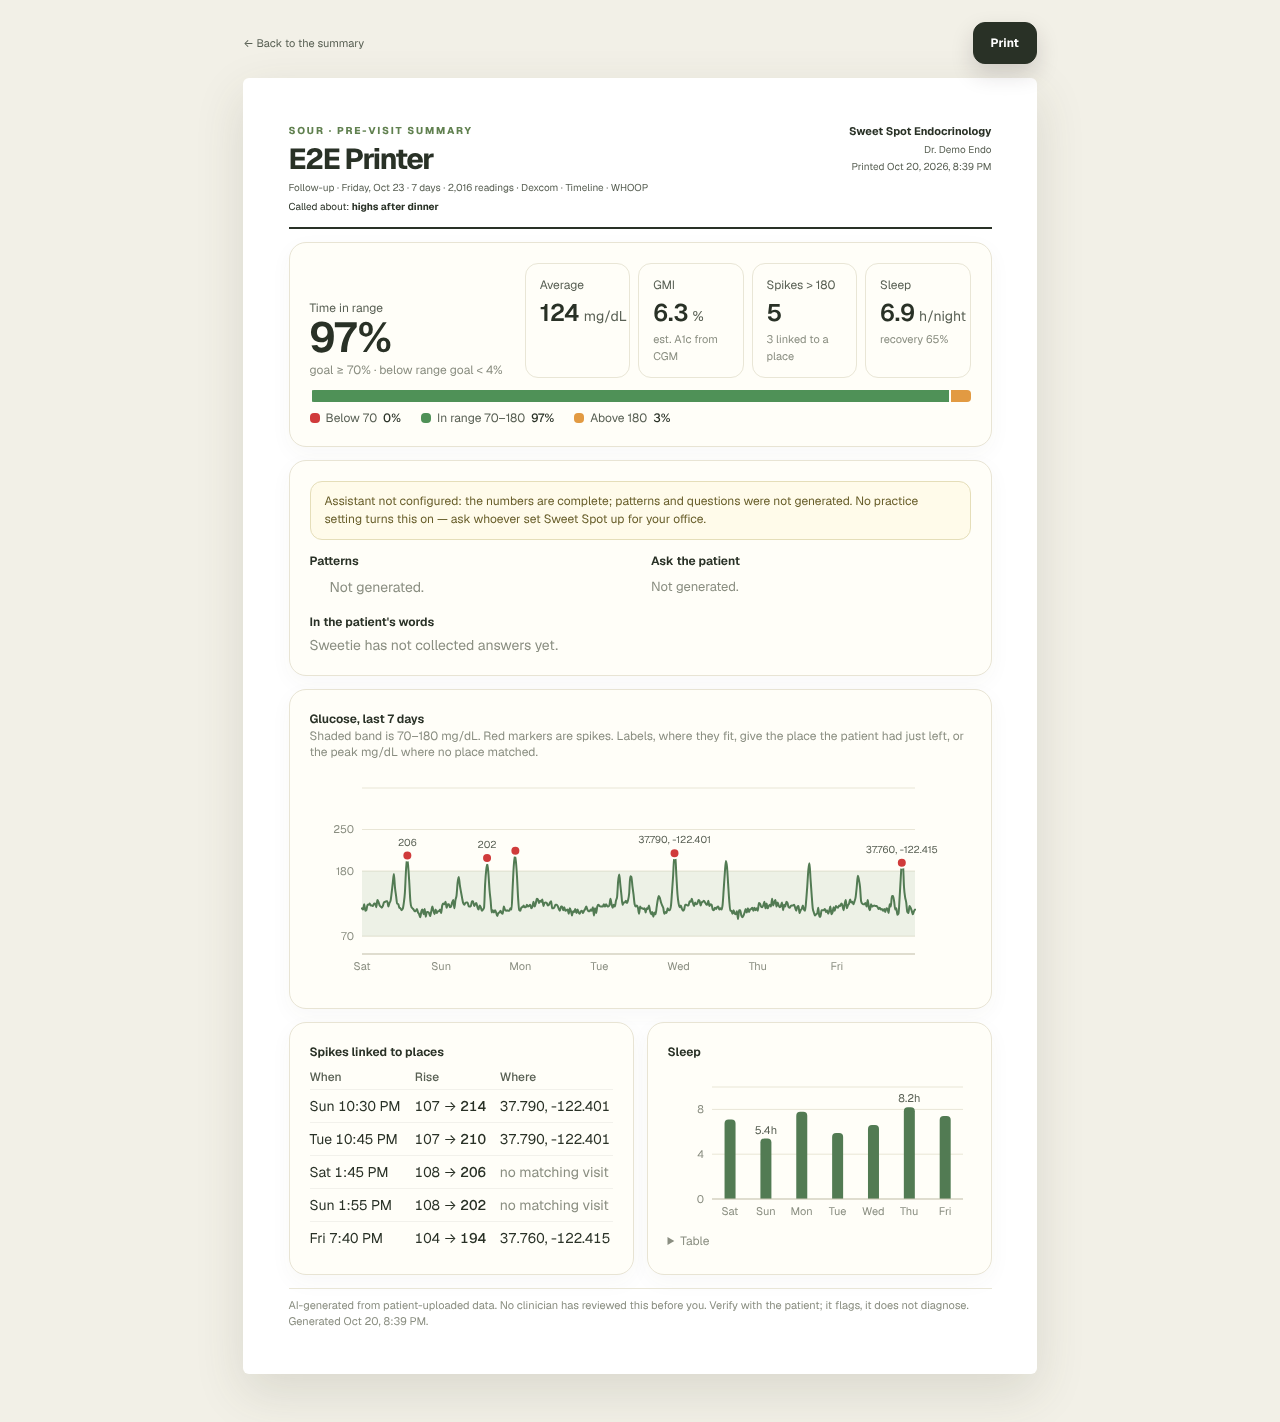 ← Back to the summary
Print
SOUR · PRE-VISIT SUMMARY
E2E Printer
Follow-up · Friday, Oct 23 · 7 days · 2,016 readings · Dexcom · Timeline · WHOOP
Called about: highs after dinner
Sweet Spot Endocrinology
Dr. Demo Endo
Printed Oct 20, 2026, 8:39 PM
Time in range
97%
goal ≥ 70% · below range goal < 4%
Average
124 mg/dL
GMI
6.3 %
est. A1c from
CGM
Spikes > 180
5
3 linked to a
place
Sleep
6.9 h/night
recovery 65%
Below 70 0%
In range 70–180 97%
Above 180 3%
Assistant not configured: the numbers are complete; patterns and questions were not generated. No practice
setting turns this on — ask whoever set Sweet Spot up for your office.
Patterns
Not generated.
Ask the patient
Not generated.
In the patient's words
Sweetie has not collected answers yet.
Glucose, last 7 days
Shaded band is 70–180 mg/dL. Red markers are spikes. Labels, where they fit, give the place the patient had just left, or
the peak mg/dL where no place matched.
250
180
70
206
202
37.790, -122.401
37.760, -122.415
Sat Sun Mon Tue Wed Thu Fri
Spikes linked to places
When Rise Where
Sun 10:30 PM 107 → 214 37.790, -122.401
Tue 10:45 PM 107 → 210 37.790, -122.401
Sat 1:45 PM 108 → 206 no matching visit
Sun 1:55 PM 108 → 202 no matching visit
Fri 7:40 PM 104 → 194 37.760, -122.415
Sleep
8
4
0
5.4h
8.2h
Sat Sun Mon Tue Wed Thu Fri
▶ Table
AI-generated from patient-uploaded data. No clinician has reviewed this before you. Verify with the patient; it flags, it does not diagnose.
Generated Oct 20, 8:39 PM.